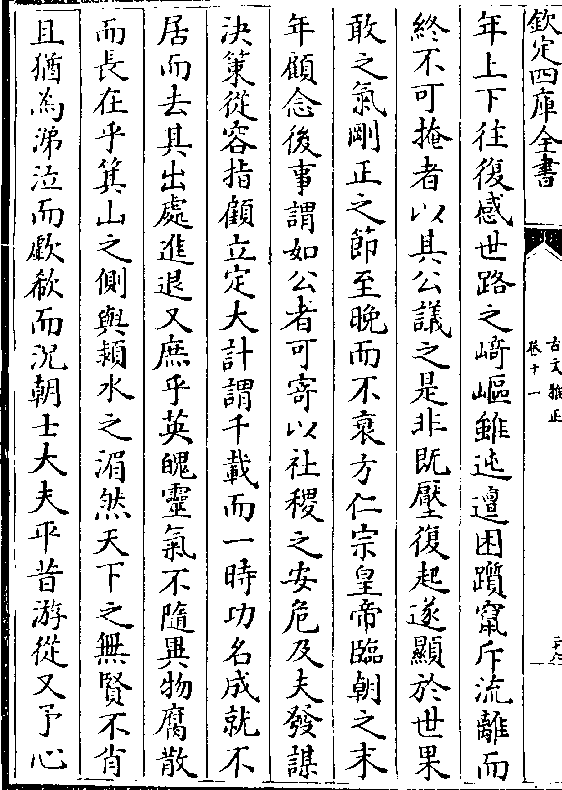 欽定四庫全書
古文雅正
卷十一
年上下往復感世路之﨑嶇雖迍邅困躓竄斥流離而
終不可掩者以其公議之是非既壓復起遂顯於世果
敢之氣剛正之節至晚而不衰方仁宗皇帝臨朝之末
年顧念後事謂如公者可寄以社稷之安危及夫發謀
決策從容指顧立定大計謂千載而一時功名成就不
居而去其出處進退又庶乎英魄靈氣不隨異物腐散
而長在乎箕山之側與潁水之湄然天下之無賢不肖
且猶為涕泣而歔欷而況朝士大夫平昔游從又予心